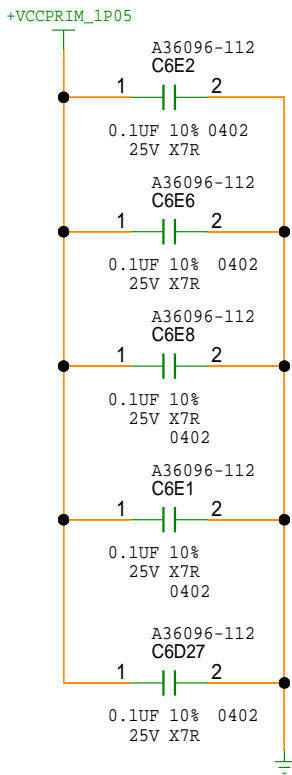 +VCCPRIM_1P05
A36096-112
C6E2
1 2
0.1UF 10% 0402
25V X7R
A36096-112
C6E6
1 2
0.1UF 10% 0402
25V X7R
A36096-112
C6E8
1 2
0.1UF 10%
25V X7R
0402
A36096-112
C6E1
1 2
0.1UF 10%
25V X7R
0402
A36096-112
C6D27
1 2
0.1UF 10% 0402
25V X7R